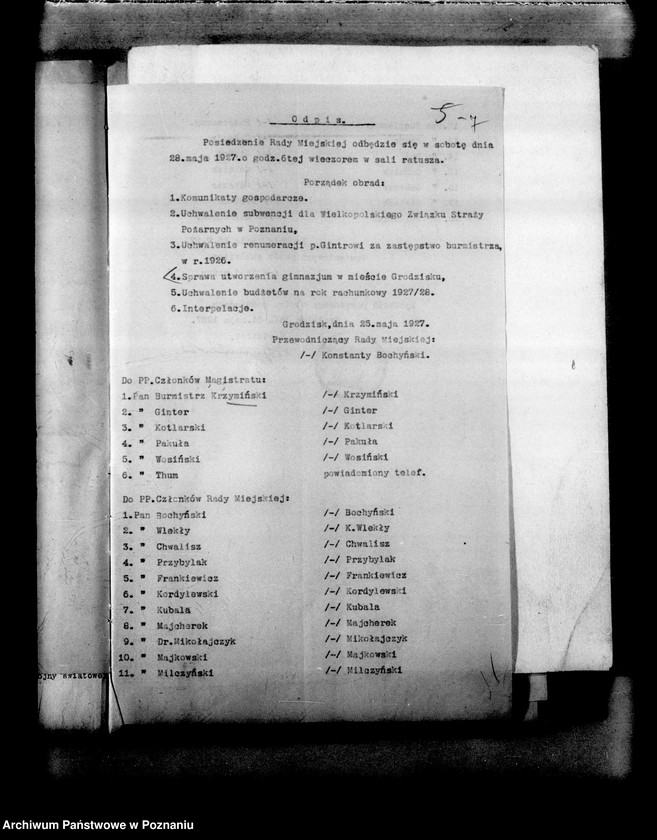 5-7
O d p i s.
Posiedzenie Rady Miejskiej odbędzie się w sobotę dnia
28.maja 1927.o godz.6tej wieczorem w sali ratusza.
Porządek obrad:
1.Komunikaty gospodarcze.
2.Uchwalenie subwencji dla Wielkopolskiego Związku Straży
Pożarnych w Poznaniu,
3.Uchwalenie renumeracji p.Gintrowi za zastępstwo burmistrza,
w r.1926.
4.Sprawa utworzenia gimnazjum w mieście Grodzisku,
5.Uchwalenie budżetów na rok rachunkowy 1927/28.
6.Interpelacje.
Grodzisk,dnia 25.maja 1927.
Przewodniczący Rady Miejskiej:
/-/ Konstanty Bochyński.
Do PP.Członków Magistratu:
1.Pan Burmistrz Krzymiński /-/ Krzymiński
2. " Ginter /-/ Ginter
3. " Kotlarski /-/ Kotlarski
4. " Pakuła /-/ Pakuła
5. " Wosiński /-/ Wosiński
6. " Thum powiadomiony telef.
Do PP.Członków Rady Miejskiej:
1.Pan Bochyński /-/ Bochyński
2. " Wlekły /-/ K.Wlekły
3. " Chwalisz /-/ Chwalisz
4. " Przybylak /-/ Przybylak
5. " Frankiewicz /-/ Frankiewicz
6. " Kordylewski /-/ Kordylewski
7. " Kubala /-/ Kubala
8. " Majcherek /-/ Majcherek
9. " Dr.Mikołajczyk /-/ Mikołajczyk
10. " Majkowski /-/ Majkowski
11. " Milczyński /-/ Milczyński
ojny światowej
Archiwum Państwowe w Poznaniu